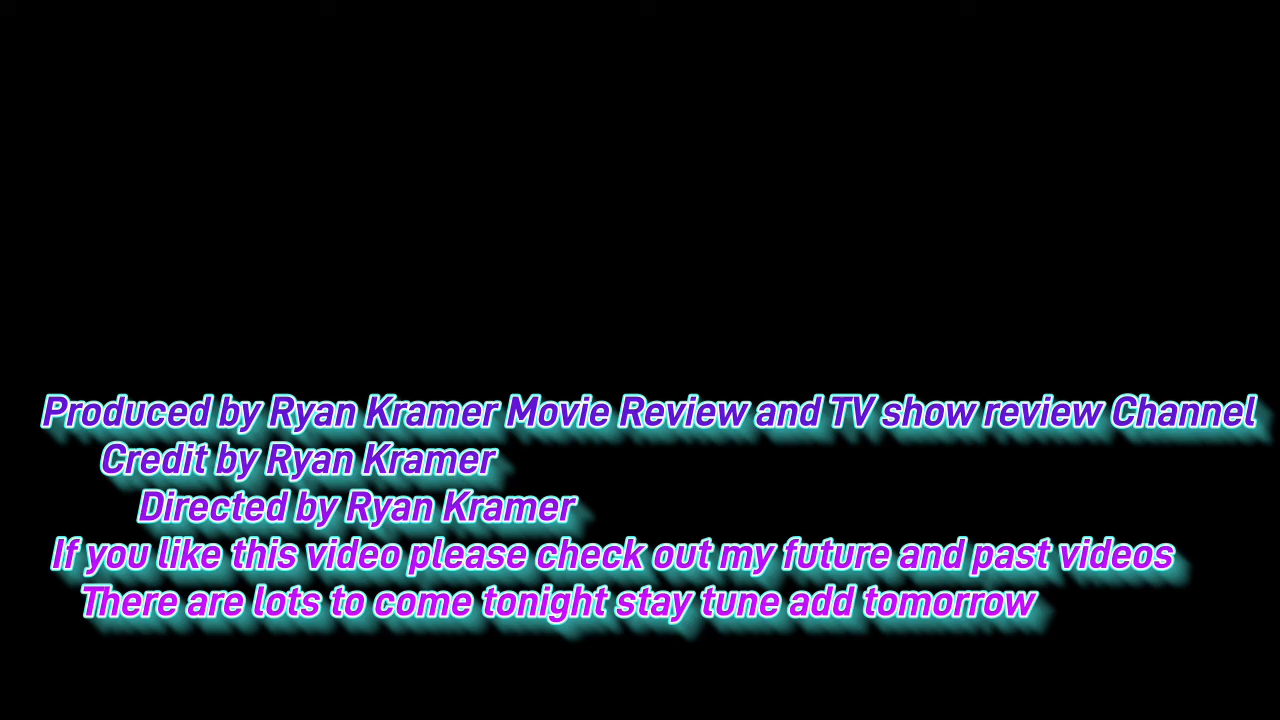 Produced by Ryan Kramer Movie Review and TV show review Channel
Credit by Ryan Kramer
Directed by Ryan Kramer
If you like this video please check out my future and past videos
There are lots to come tonight stay tune add tomorrow